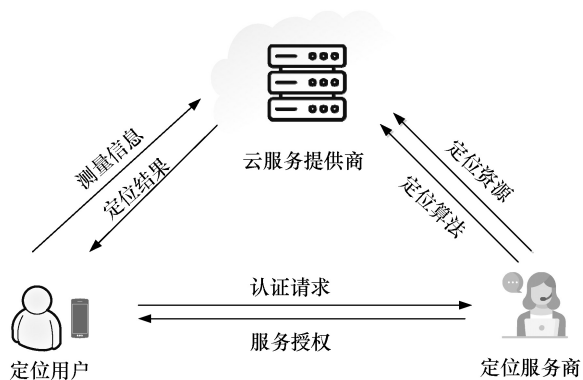 云服务提供商
测量信息
定位结果
定位资源
定位算法
认证请求
服务授权
定位用户
定位服务商